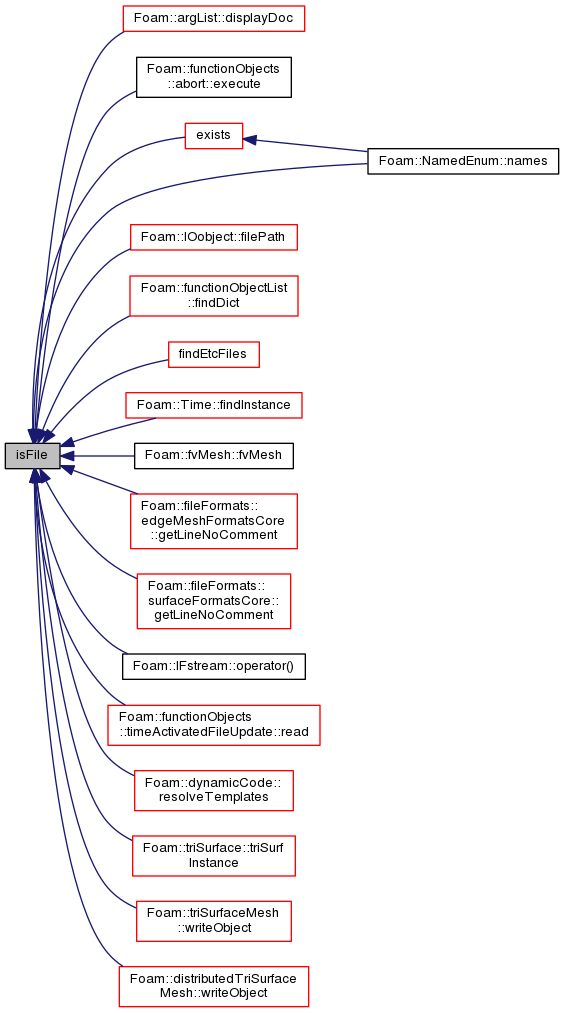 Foam::argList::displayDoc
Foam::functionObjects
::abort::execute
exists
Foam::NamedEnum::names
Foam::IOobject::filePath
Foam::functionObjectList
::findDict
findEtcFiles
Foam::Time::findInstance
isFile
Foam::fvMesh::fvMesh
Foam::fileFormats::
edgeMeshFormatsCore
::getLineNoComment
Foam::fileFormats::
surfaceFormatsCore::
getLineNoComment
Foam::IFstream::operator()
Foam::functionObjects
::timeActivatedFileUpdate::read
Foam::dynamicCode::
resolveTemplates
Foam::triSurface::triSurf
Instance
Foam::triSurfaceMesh
::writeObject
Foam::distributedTriSurface
Mesh::writeObject